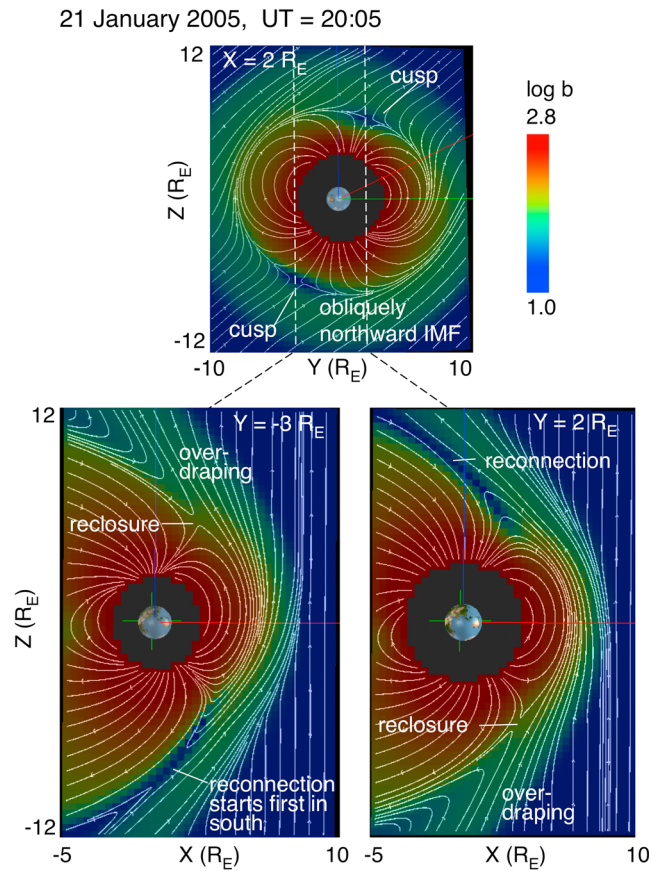 21 January 2005, UT = 20:05
12
X = 2 R_E
cusp
log b
2.8
1.0
Z (R_E)
cusp
obliquely
northward IMF
-12
-10
Y (R_E)
10
12
Y = -3 R_E
over-
draping
reclosure
Z (R_E)
reconnection
starts first in
south
-12
-5
X (R_E)
10
Y = 2 R_E
reconnection
reclosure
over-
draping
-5
X (R_E)
10